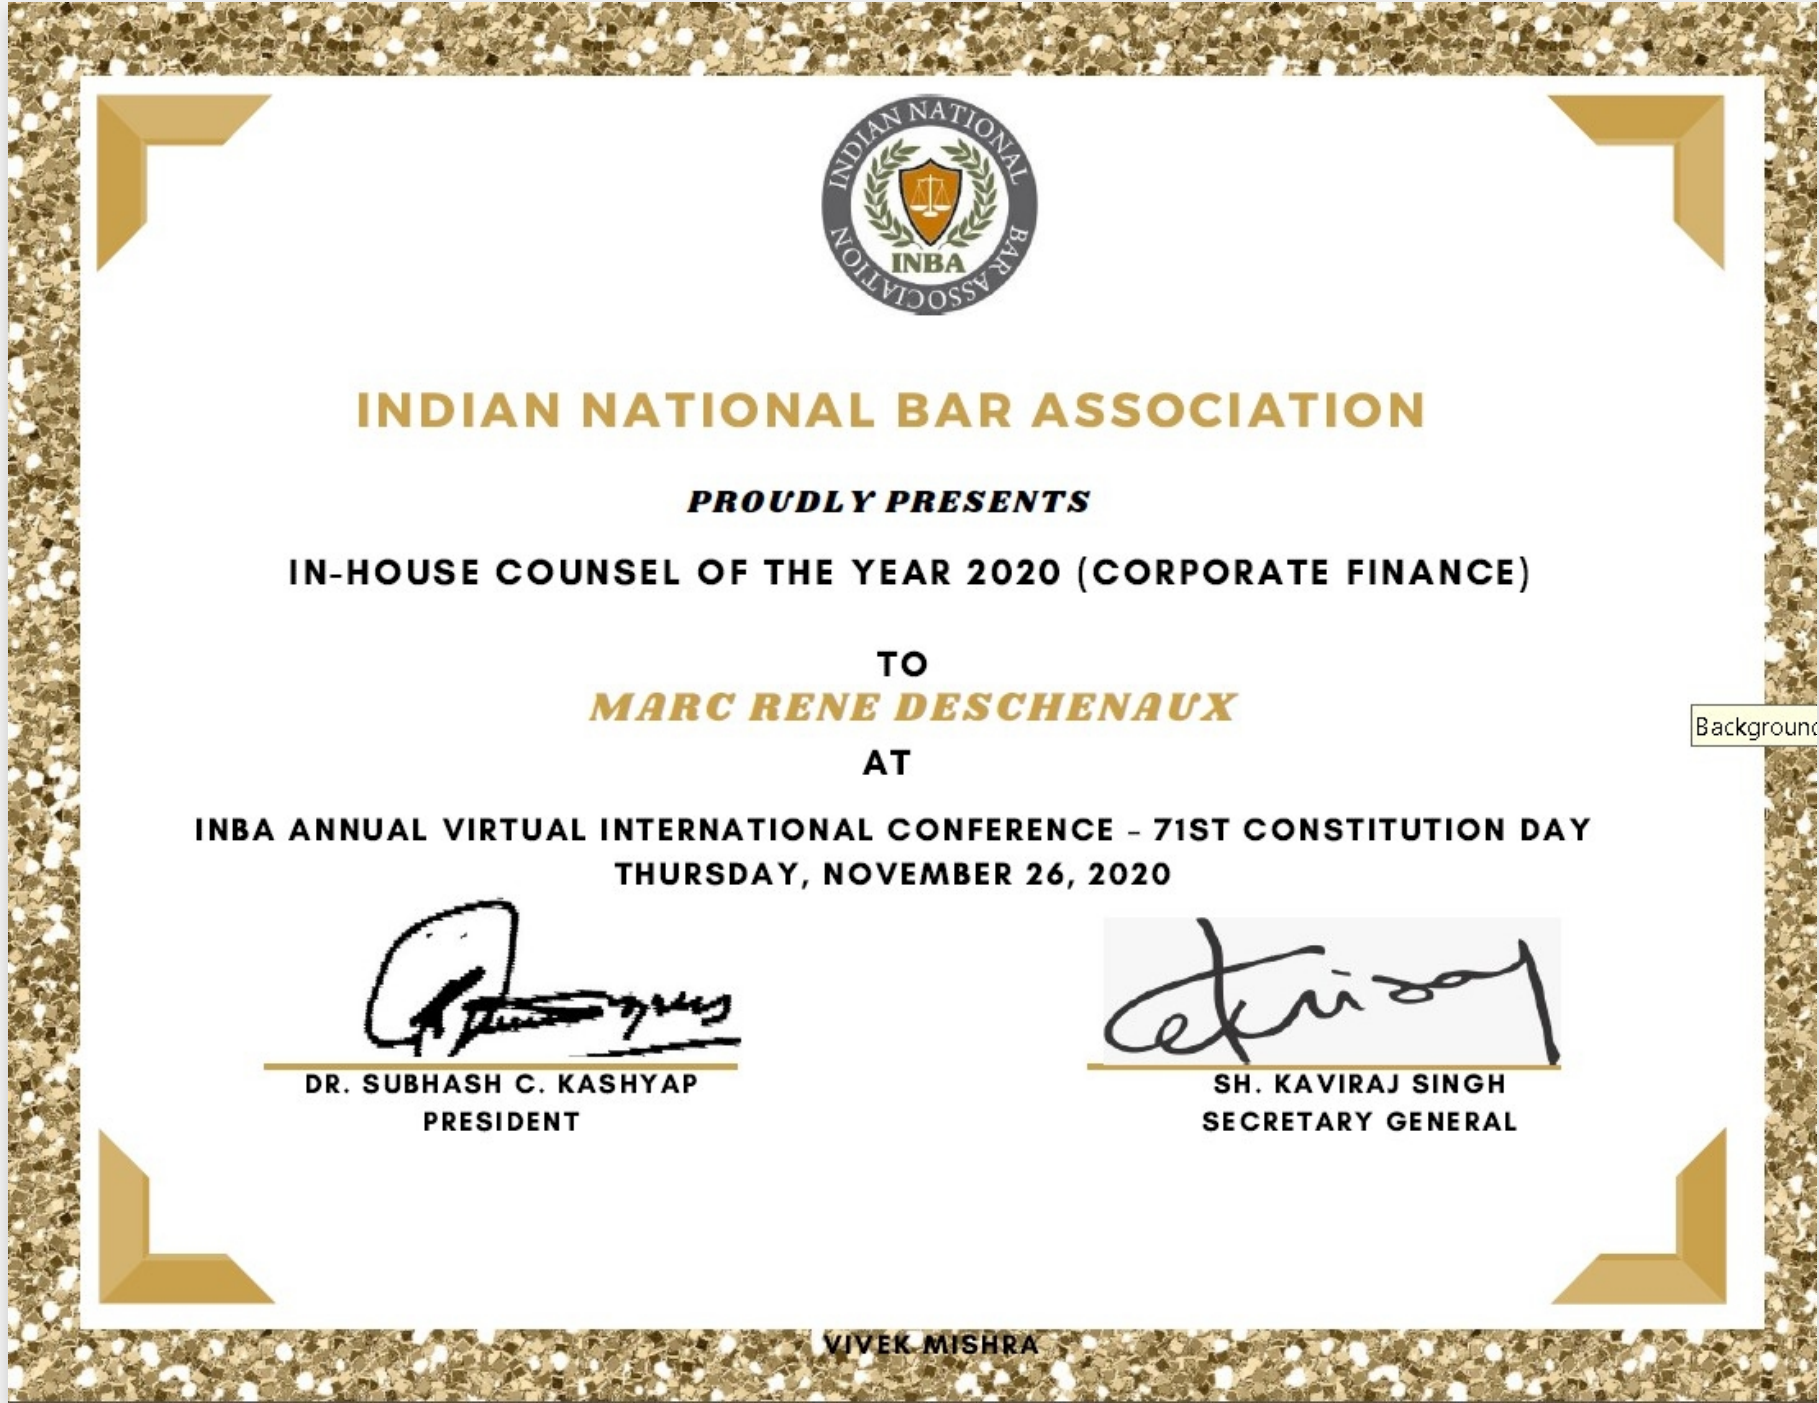 INDIAN NATIONAL BAR ASSOCIATION
INBA
INDIAN NATIONAL BAR ASSOCIATION
PROUDLY PRESENTS
IN-HOUSE COUNSEL OF THE YEAR 2020 (CORPORATE FINANCE)
TO
MARC RENE DESCHENAUX
Background
AT
INBA ANNUAL VIRTUAL INTERNATIONAL CONFERENCE – 71ST CONSTITUTION DAY
THURSDAY, NOVEMBER 26, 2020
DR. SUBHASH C. KASHYAP
PRESIDENT
SH. KAVIRAJ SINGH
SECRETARY GENERAL
VIVEK MISHRA